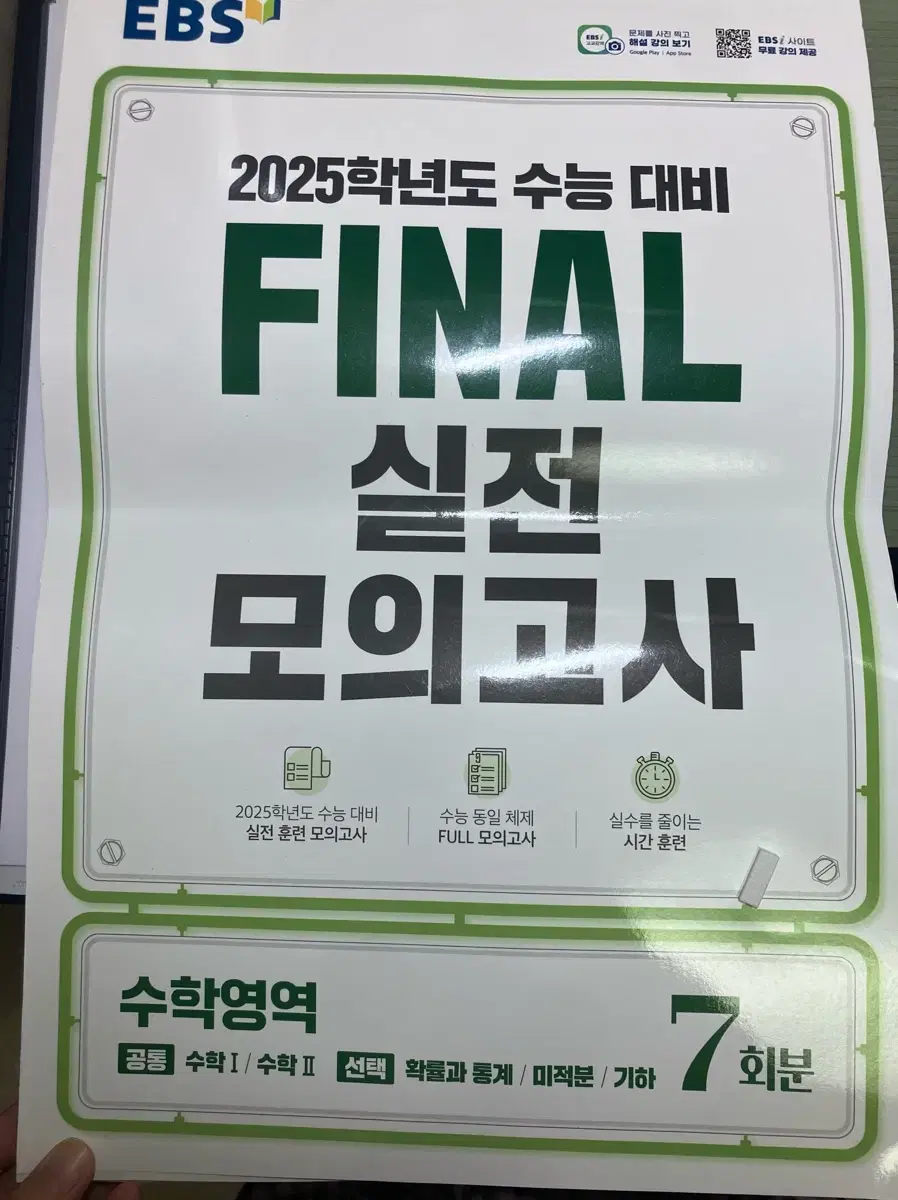 EBS
EBSi
문제를 사진 찍고
해설 강의 보기
Google Play | App Store
EBSi 사이트
무료 강의 제공
2025학년도 수능 대비
FINAL
실전
모의고사
2025학년도 수능 대비
실전 훈련 모의고사
수능 동일 체제
FULL 모의고사
실수를 줄이는
시간 훈련
수학영역
공통 수학Ⅰ / 수학Ⅱ 선택 확률과 통계 / 미적분 / 기하
7회분